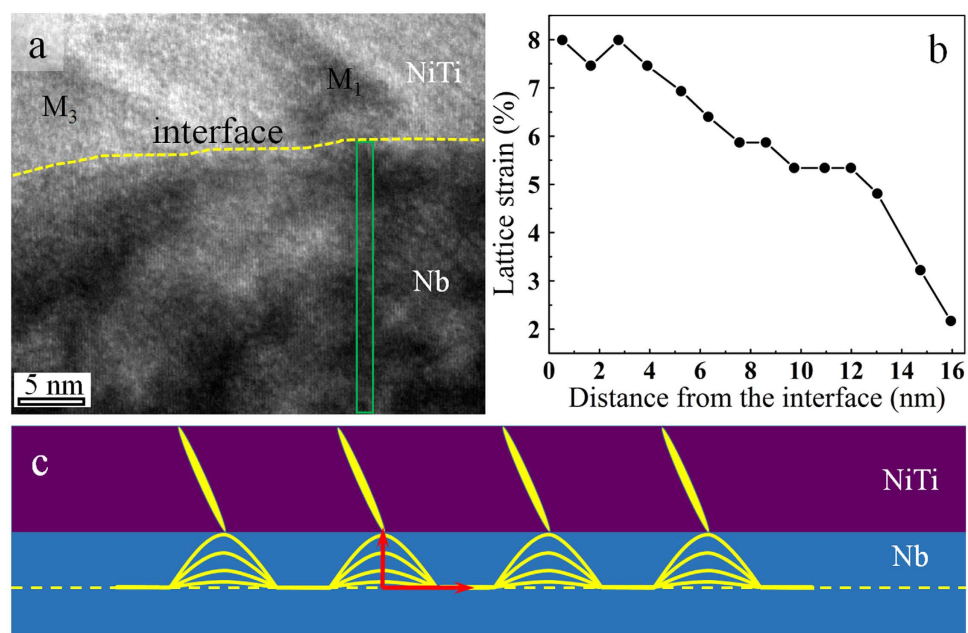 a
M3
M1
NiTi
interface
Nb
5 nm
b
Lattice strain (%)
8
7
6
5
4
3
2
0 2 4 6 8 10 12 14 16
Distance from the interface (nm)
c
NiTi
Nb